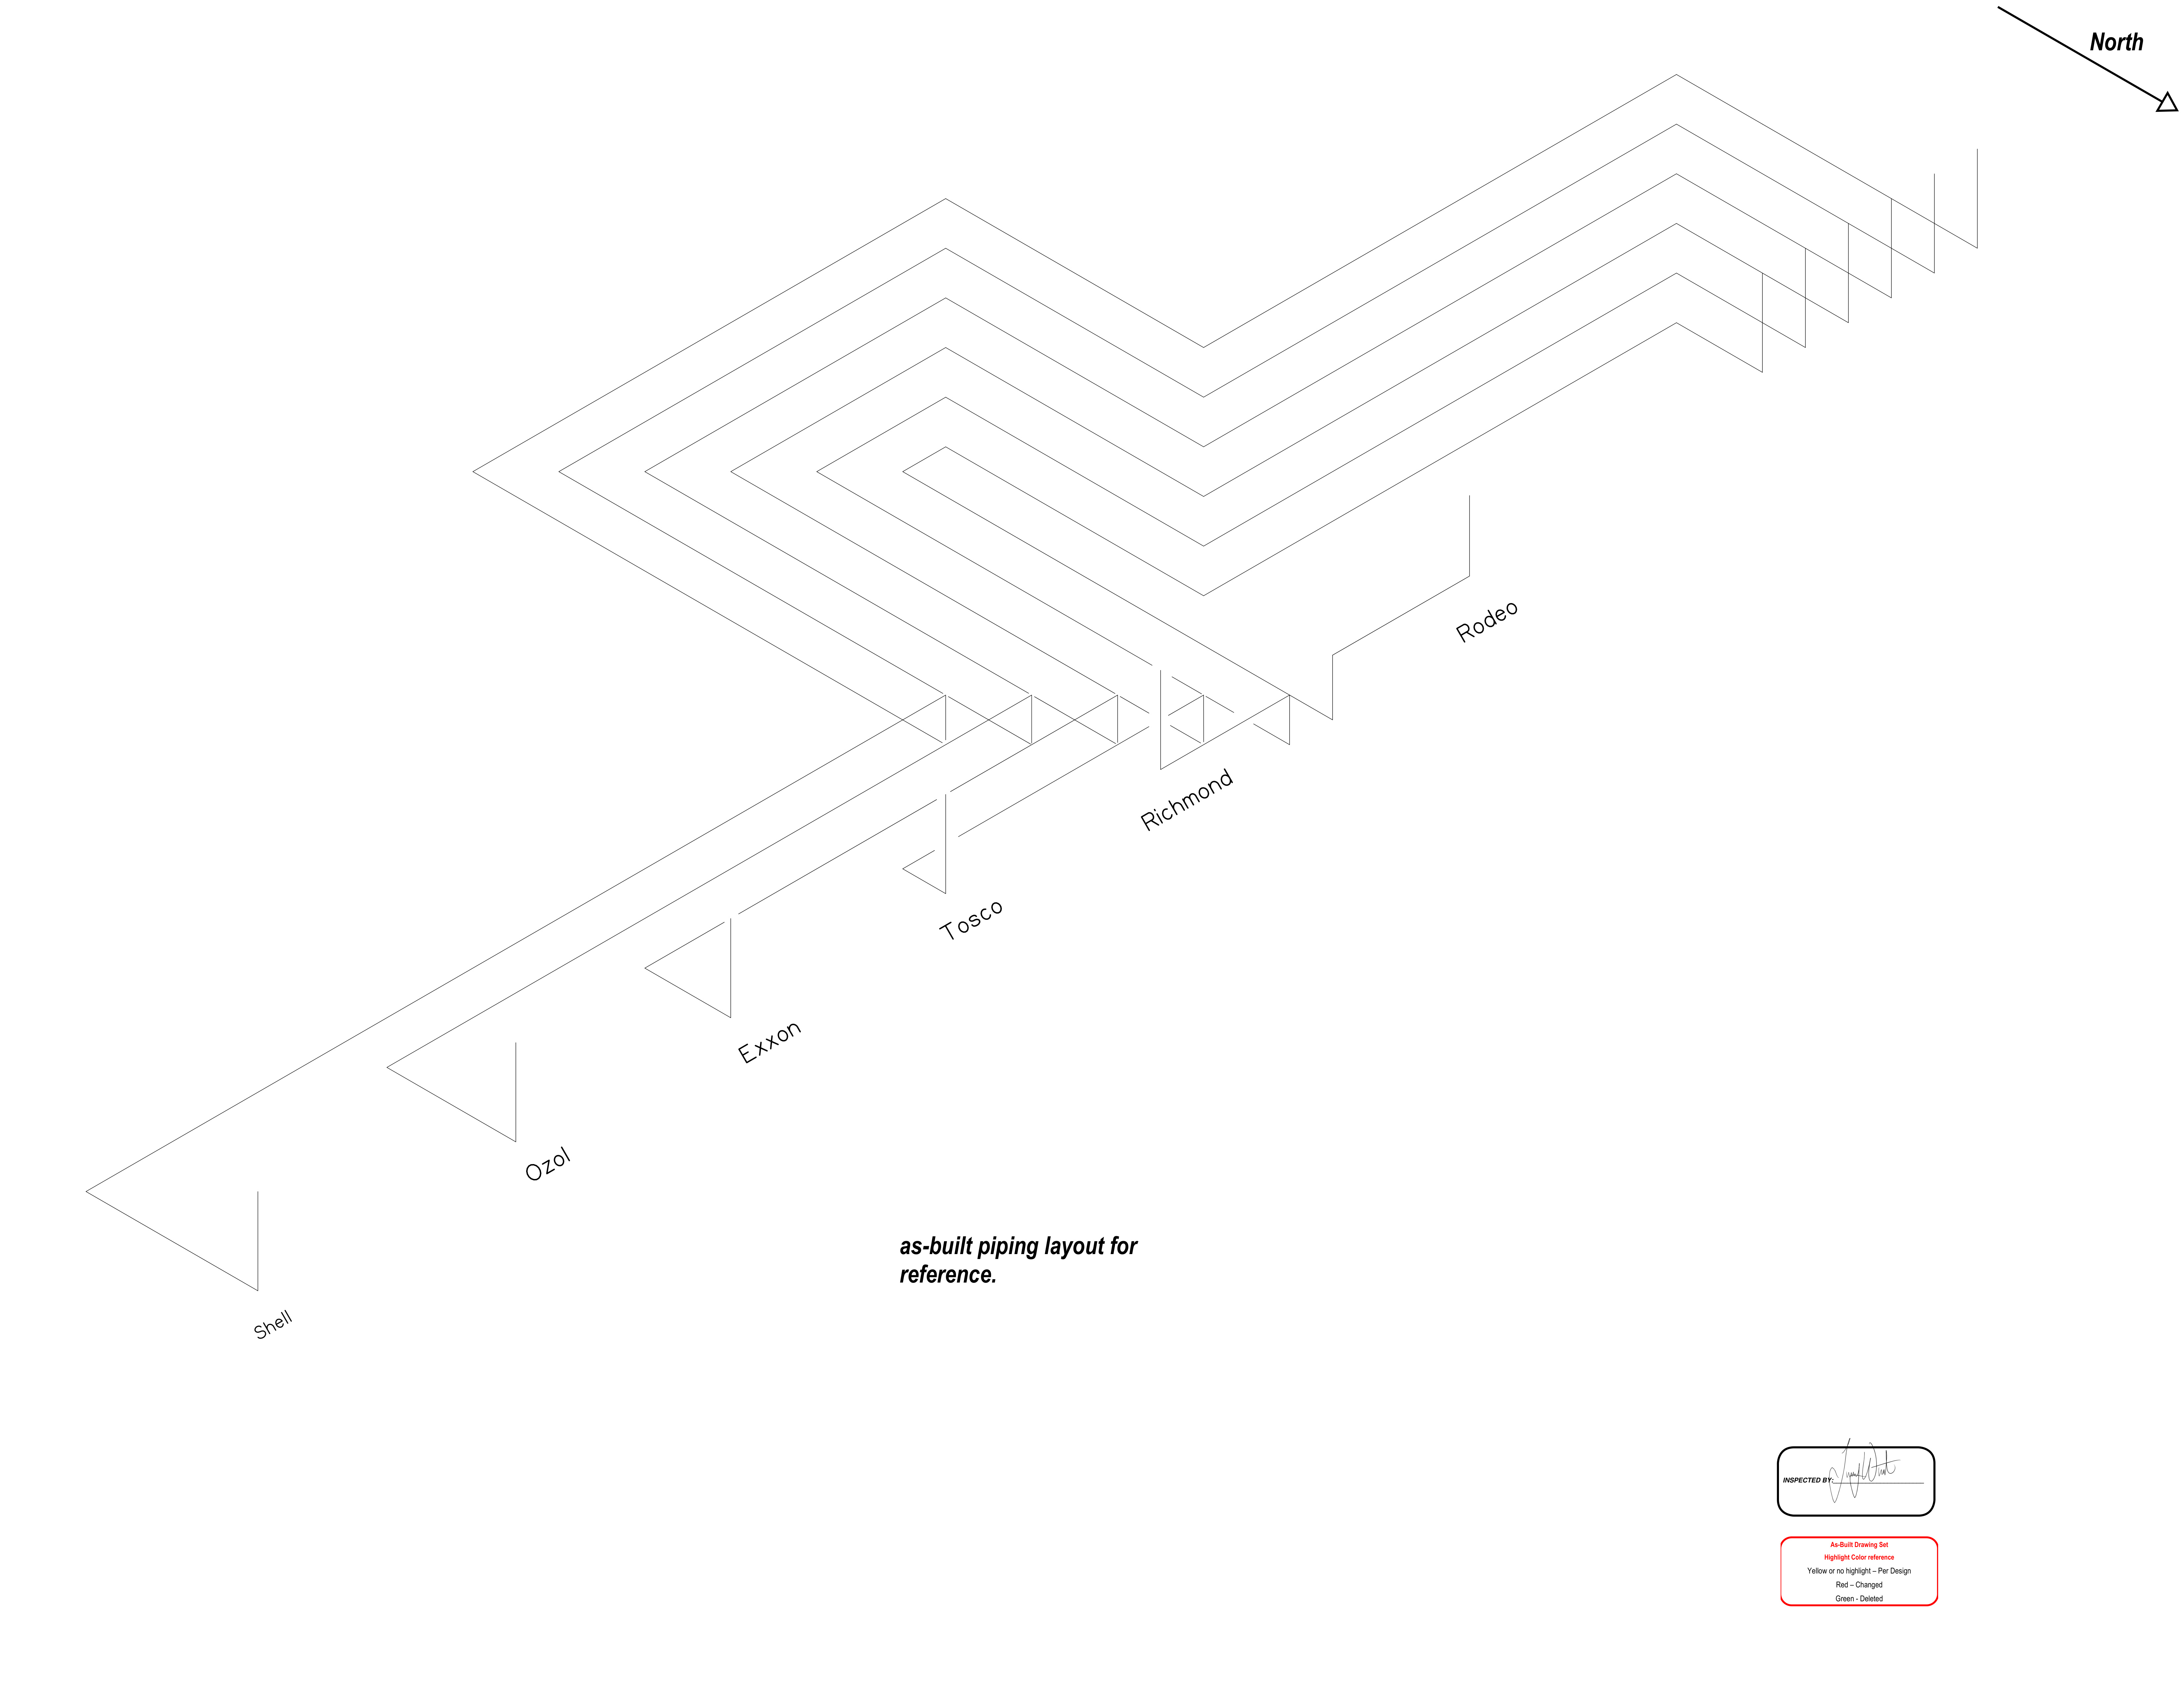 North
Rodeo
Richmond
Tosco
Exxon
Ozol
as-built piping layout for
reference.
Shell
INSPECTED BY:
As-Built Drawing Set
Highlight Color reference
Yellow or no highlight – Per Design
Red – Changed
Green - Deleted